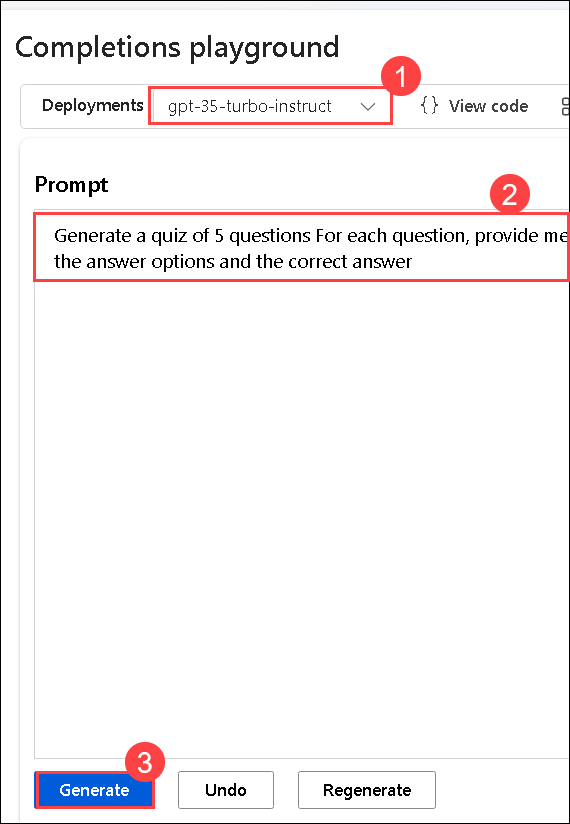 Completions playground
1
Deployments gpt-35-turbo-instruct {} View code
Prompt
2
Generate a quiz of 5 questions For each question, provide me
the answer options and the correct answer
3
Generate Undo Regenerate